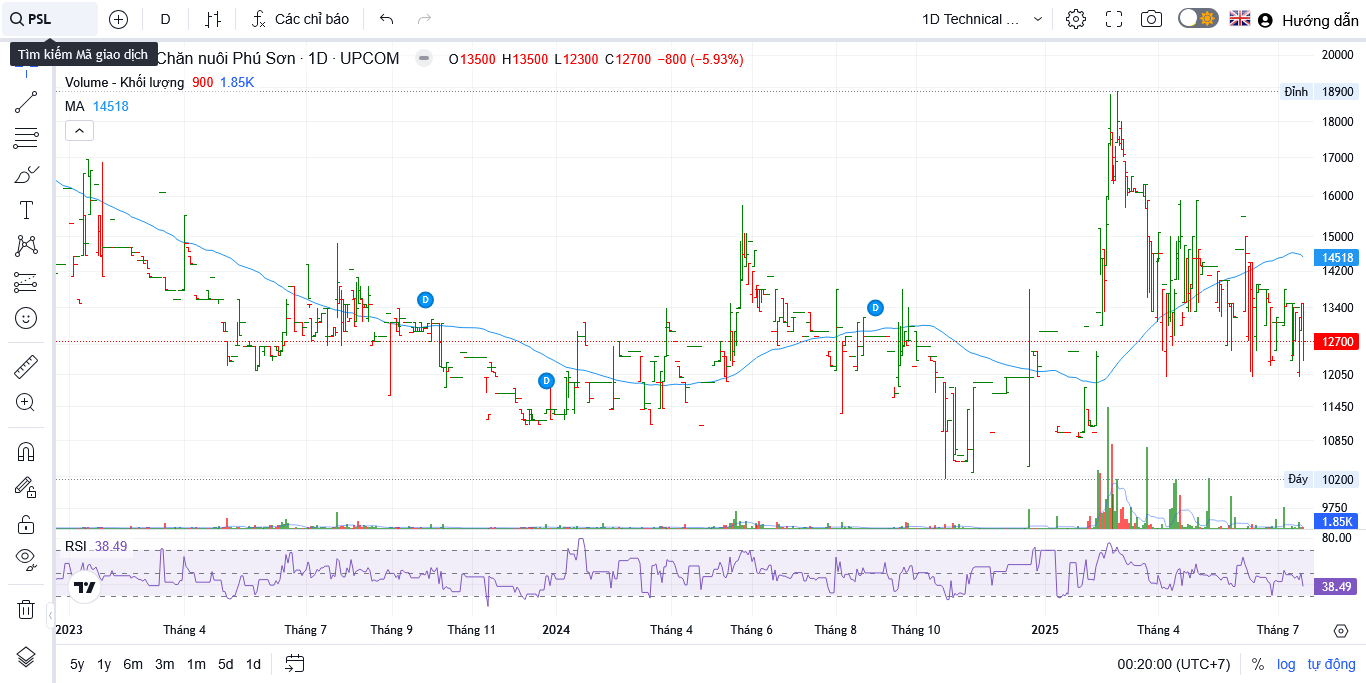 PSL
D
Các chỉ báo
1D Technical ...
Hướng dẫn
Tìm kiếm Mã giao dịch
Chăn nuôi Phú Sơn · 1D · UPCOM
O13500 H13500 L12300 C12700 −800 (−5.93%)
Volume - Khối lượng 900 1.85K
MA 14518
20000
Đỉnh 18900
18000
17000
16000
15000
14518
14200
13400
12700
12050
11450
10850
Đáy 10200
9750
1.85K
80.00
D
D
D
RSI 38.49
38.49
2023 Tháng 4 Tháng 7 Tháng 9 Tháng 11 2024 Tháng 4 Tháng 6 Tháng 8 Tháng 10 2025 Tháng 4 Tháng 7
5y 1y 6m 3m 1m 5d 1d
00:20:00 (UTC+7) % log tự động